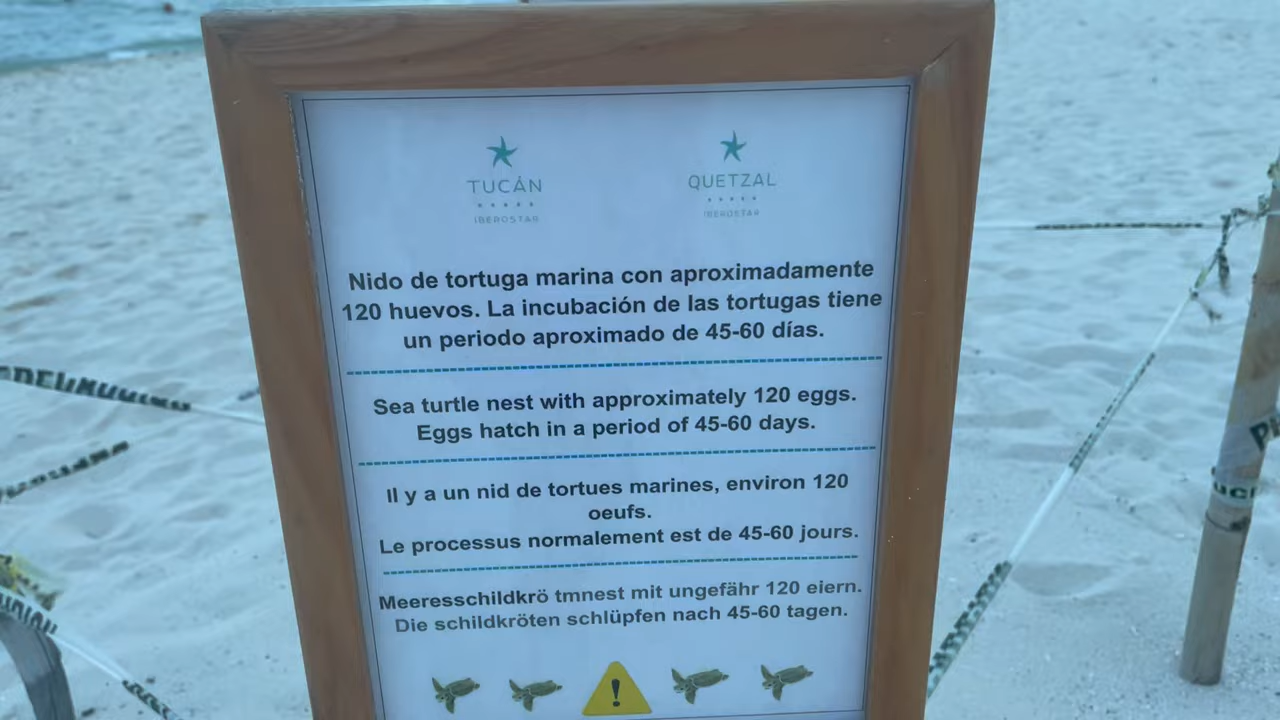 TUCÁN
IBEROSTAR
QUETZAL
IBEROSTAR
Nido de tortuga marina con aproximadamente
120 huevos. La incubación de las tortugas tiene
un periodo aproximado de 45-60 días.
Sea turtle nest with approximately 120 eggs.
Eggs hatch in a period of 45-60 days.
Il y a un nid de tortues marines, environ 120
oeufs.
Le processus normalement est de 45-60 jours.
Meeresschildkrö tmnest mit ungefähr 120 eiern.
Die schildkröten schlüpfen nach 45-60 tagen.